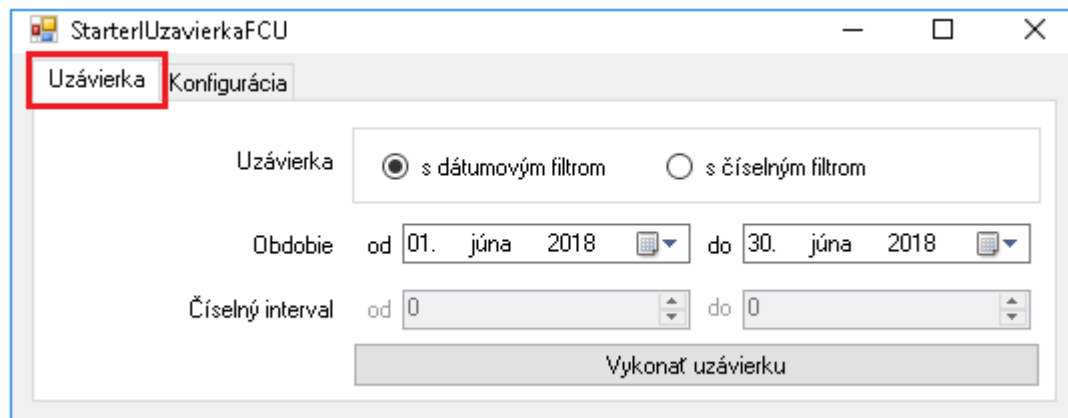 StarterIUzavierkaFCU
Uzávierka Konfigurácia
Uzávierka s dátumovým filtrom s číselným filtrom
Obdobie od 01. júna 2018 do 30. júna 2018
Číselný interval od 0 do 0
Vykonať uzávierku